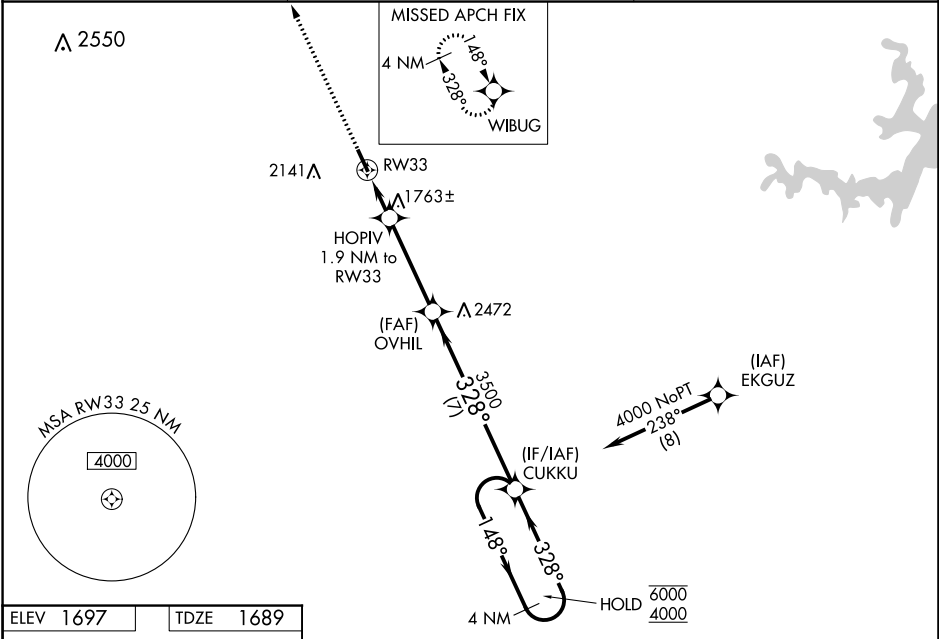 2550
MISSED APCH FIX
148°
4 NM
328°
WIBUG
2141
RW33
1763±
HOPIV
1.9 NM to
RW33
2472
(FAF)
OVHIL
3500
328°
(7)
(IAF)
EKGUZ
4000 NoPT
238°
(8)
(IF/IAF)
CUKKU
148°
328°
4 NM
HOLD
6000
4000
MSA RW33 25 NM
4000
ELEV 1697
TDZE 1689